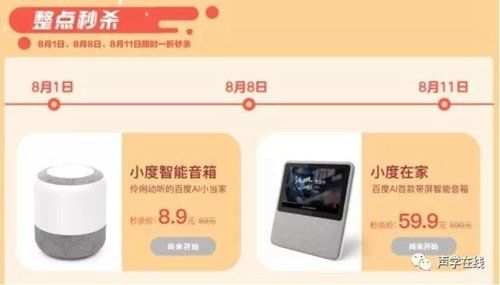 整点秒杀
8月1日、8月8日、8月11日限时一折秒杀
8月1日
8月8日
8月11日
小度智能音箱
伶俐动听的百度AI小当家
秒杀价: 8.9元 89元
尚未开始
小度在家
百度AI首款带屏智能音箱
秒杀价: 59.9元 599元
尚未开始
声学在线